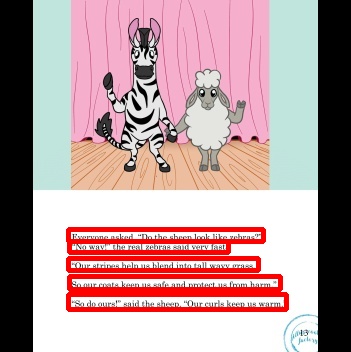 Everyone asked, “Do the sheep look like zebras?”
“No way!” the real zebras said very fast.
“Our stripes help us blend into tall wavy grass.
So our coats keep us safe and protect us from harm.”
“So do ours!” said the sheep. “Our curls keep us warm.
13